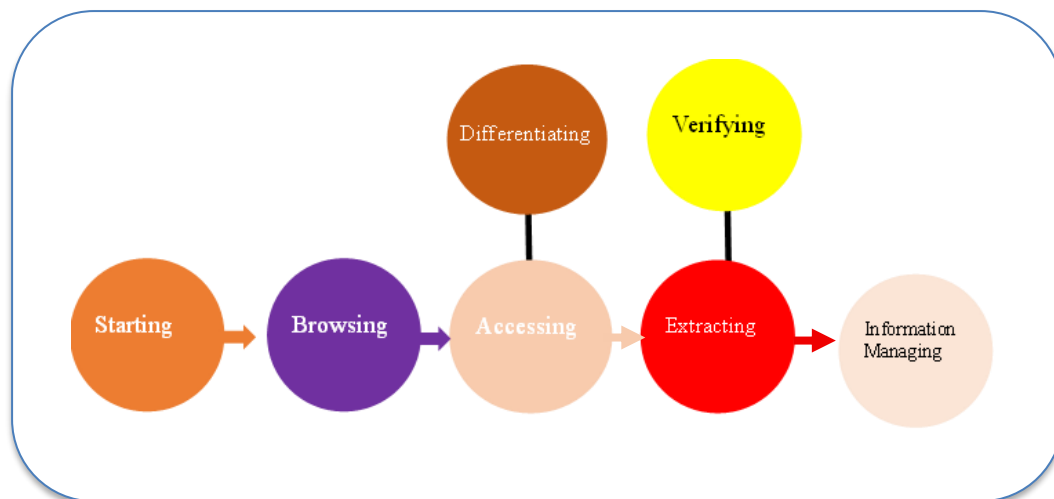 Differentiating
Verifying
Starting
Browsing
Accessing
Extracting
Information
Managing